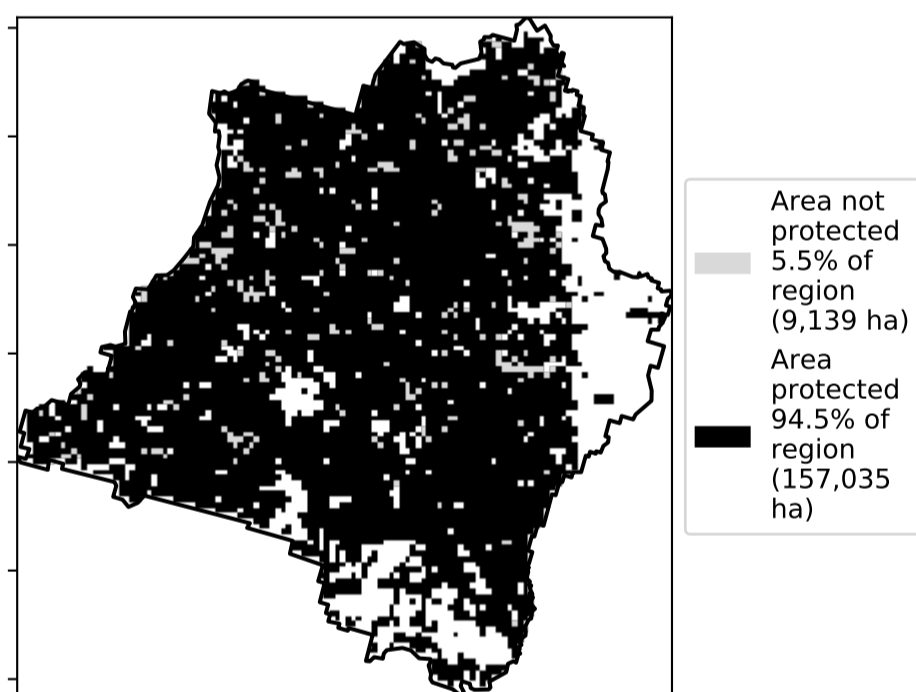 Area not
protected
5.5% of
region
(9,139 ha)
Area
protected
94.5% of
region
(157,035
ha)